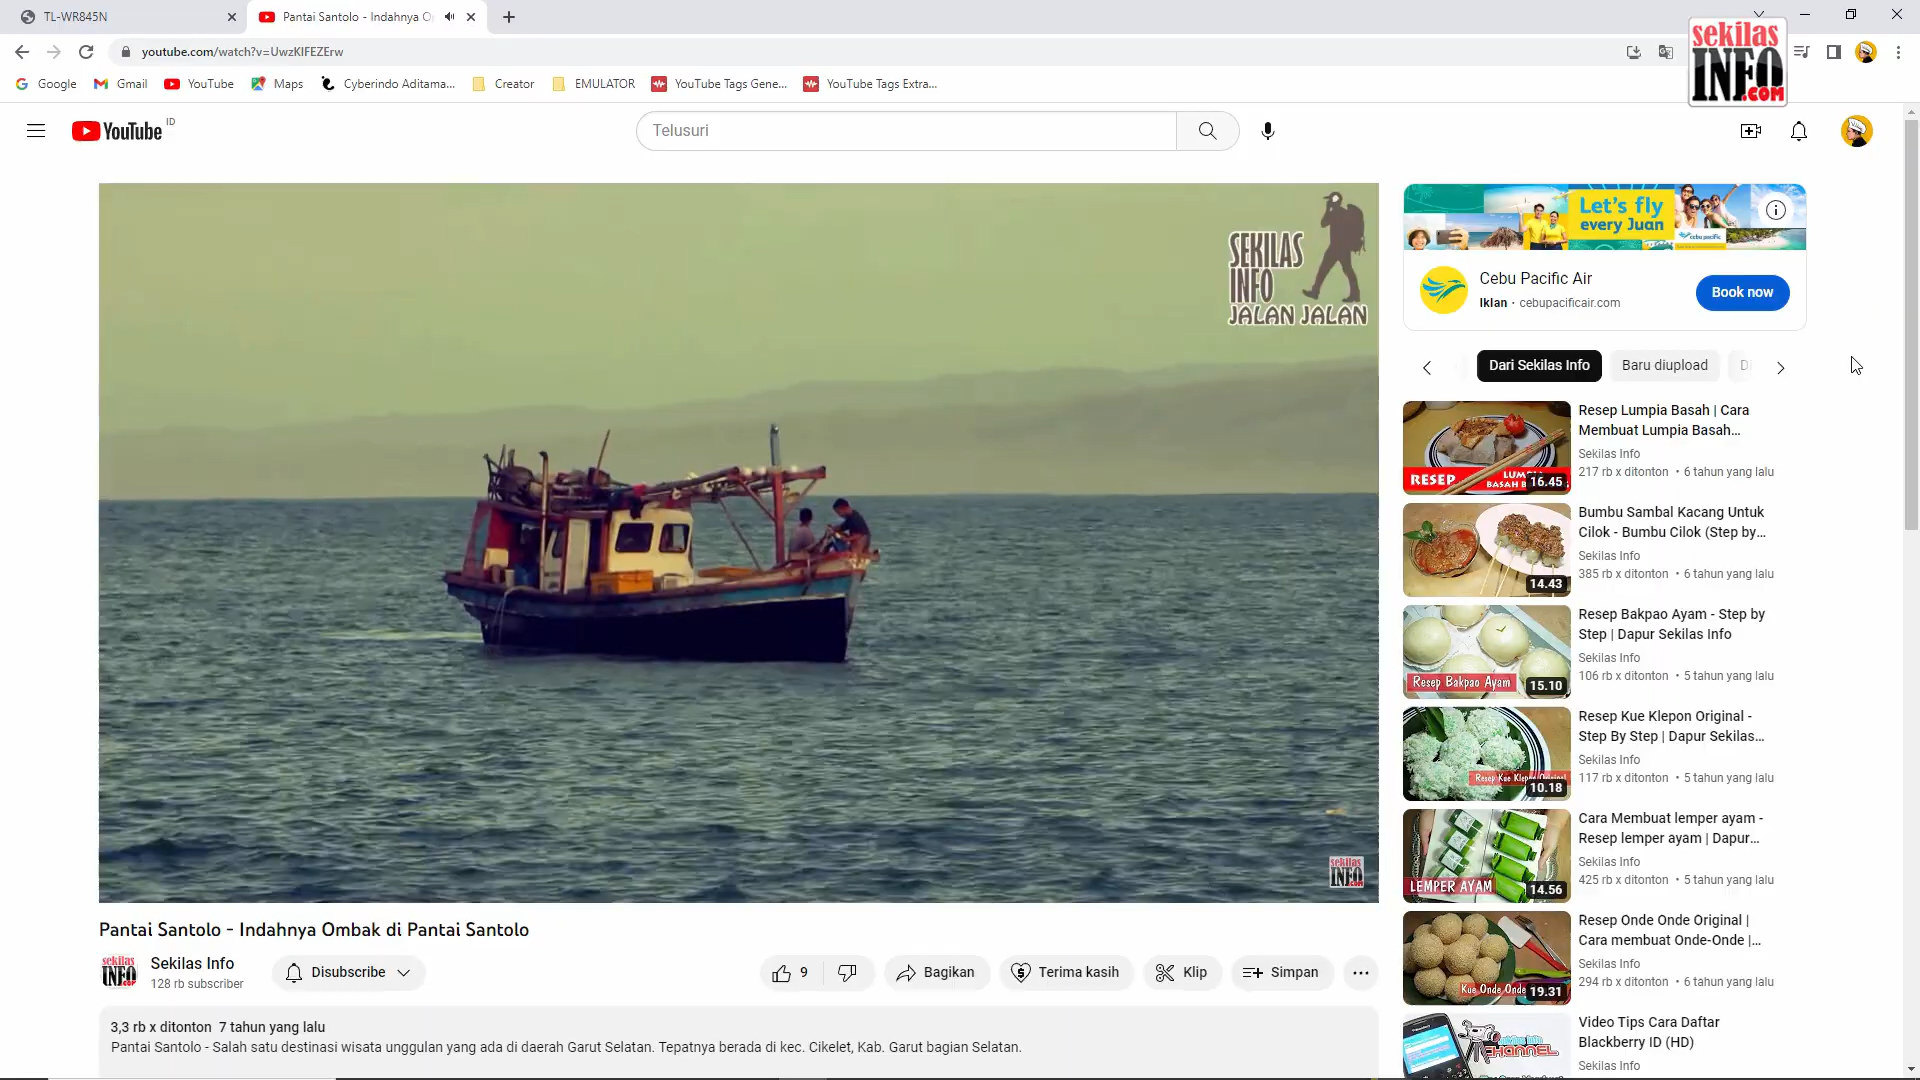 TL-WR845N
Pantai Santolo - Indahnya O
youtube.com/watch?v=UwzKIFEZErw
Google
Gmail
YouTube
Maps
Cyberindo Aditama...
Creator
EMULATOR
YouTube Tags Gene...
YouTube Tags Extra...
sekilas
INFO
.COM
YouTube ID
Telusuri
SEKILAS
INFO
JALAN JALAN
sekilas
INFO
Let's fly
every Juan
cebu pacific
Cebu Pacific Air
Iklan · cebupacificair.com
Book now
Dari Sekilas Info
Baru diupload
RESEP
16.45
Resep Lumpia Basah | Cara
Membuat Lumpia Basah...
Sekilas Info
217 rb x ditonton • 6 tahun yang lalu
14.43
Bumbu Sambal Kacang Untuk
Cilok - Bumbu Cilok (Step by...
Sekilas Info
385 rb x ditonton • 6 tahun yang lalu
Resep Bakpao Ayam
15.10
Resep Bakpao Ayam - Step by
Step | Dapur Sekilas Info
Sekilas Info
106 rb x ditonton • 5 tahun yang lalu
Resep Kue Klepon Original
10.18
Resep Kue Klepon Original -
Step By Step | Dapur Sekilas...
Sekilas Info
117 rb x ditonton • 5 tahun yang lalu
LEMPER AYAM
14.56
Cara Membuat lemper ayam -
Resep lemper ayam | Dapur...
Sekilas Info
425 rb x ditonton • 5 tahun yang lalu
Kue Onde Onde
19.31
Resep Onde Onde Original |
Cara membuat Onde-Onde |...
Sekilas Info
294 rb x ditonton • 6 tahun yang lalu
CHANNEL
Video Tips Cara Daftar
Blackberry ID (HD)
Sekilas Info
Pantai Santolo - Indahnya Ombak di Pantai Santolo
sekilas
INFO
Sekilas Info
128 rb subscriber
Disubscribe
9
Bagikan
Terima kasih
Klip
Simpan
3,3 rb x ditonton 7 tahun yang lalu
Pantai Santolo - Salah satu destinasi wisata unggulan yang ada di daerah Garut Selatan. Tepatnya berada di kec. Cikelet, Kab. Garut bagian Selatan.